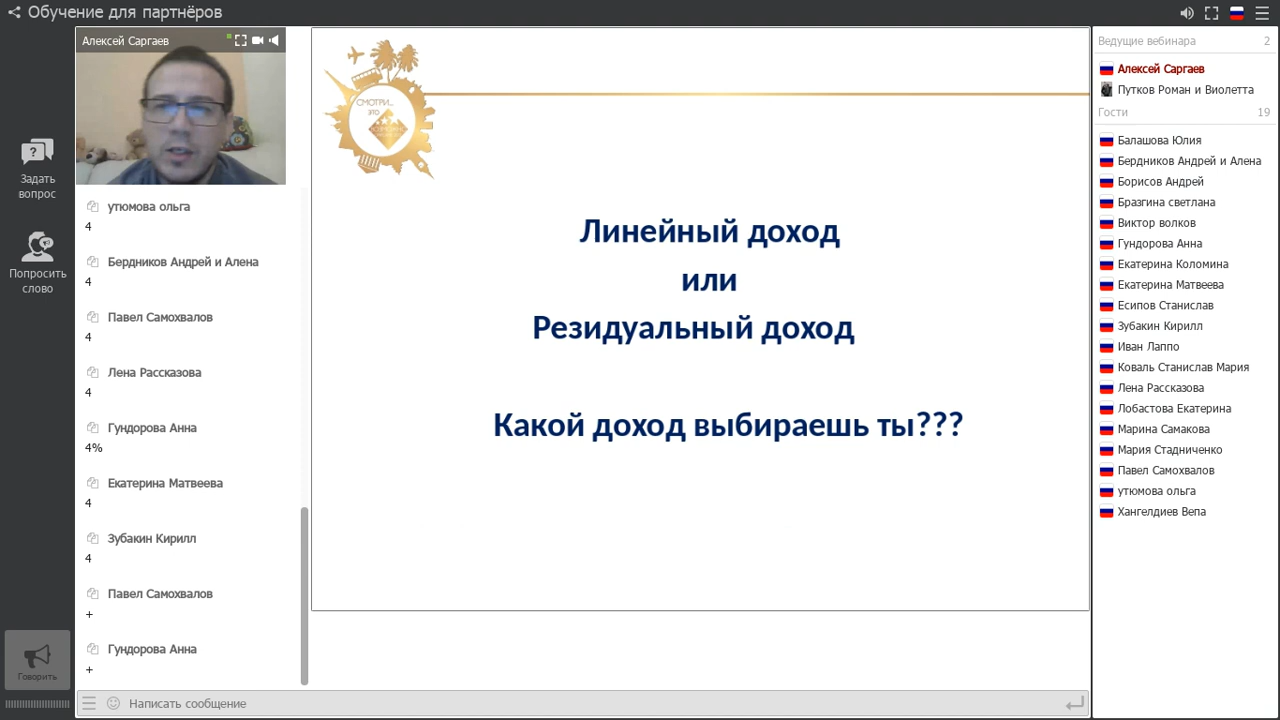 Обучение для партнёров
Алексей Саргаев
Задать
вопрос
Попросить
слово
Говорить
утюмова ольга
4
Бердников Андрей и Алена
4
Павел Самохвалов
4
Лена Рассказова
4
Гундорова Анна
4%
Екатерина Матвеева
4
Зубакин Кирилл
4
Павел Самохвалов
+
Гундорова Анна
+
Написать сообщение
СМОТРИ...
ЭТО
ВОЗМОЖНО
Линейный доход
или
Резидуальный доход
Какой доход выбираешь ты???
Ведущие вебинара 2
Алексей Саргаев
Путков Роман и Виолетта
Гости 19
Балашова Юлия
Бердников Андрей и Алена
Борисов Андрей
Бразгина светлана
Виктор волков
Гундорова Анна
Екатерина Коломина
Екатерина Матвеева
Есипов Станислав
Зубакин Кирилл
Иван Лаппо
Коваль Станислав Мария
Лена Рассказова
Лобастова Екатерина
Марина Самакова
Мария Стадниченко
Павел Самохвалов
утюмова ольга
Хангелдиев Вепа